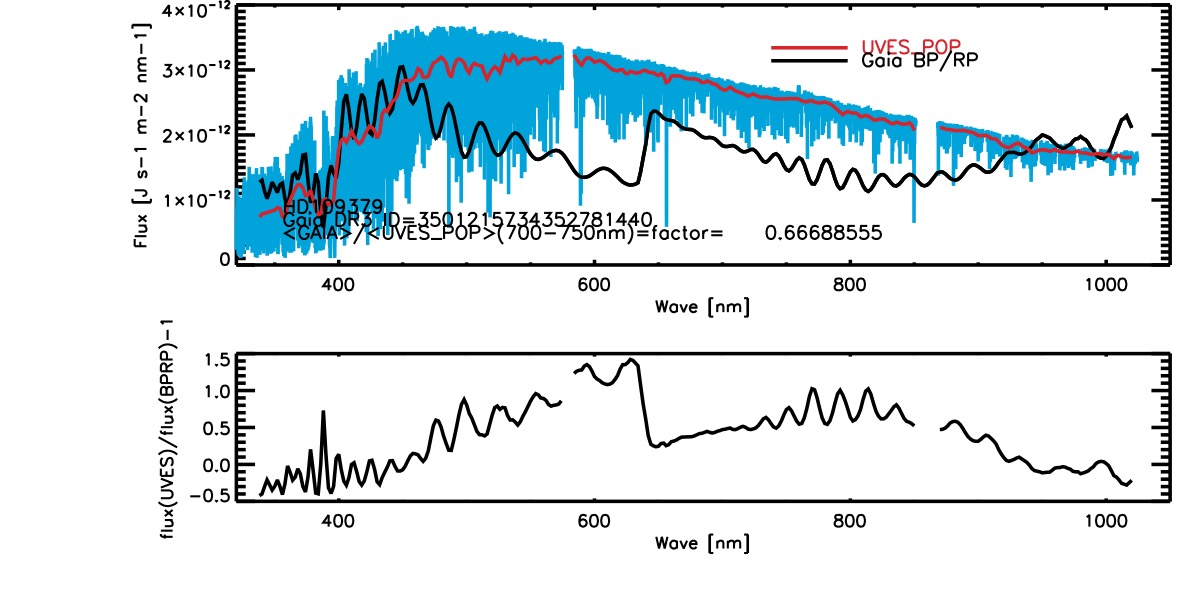 4×10−12
3×10−12
2×10−12
1×10−12
0
Flux [J s−1 m−2 nm−1]
UVES_POP
Gaia BP/RP
HD109379
Gaia DR3 ID=3501215734352781440
<GAIA>/<UVES_POP>(700−750nm)=factor= 0.66688555
400 600 800 1000
Wave [nm]
1.5
1.0
0.5
0.0
−0.5
flux(UVES)/flux(BPRP)−1
400 600 800 1000
Wave [nm]